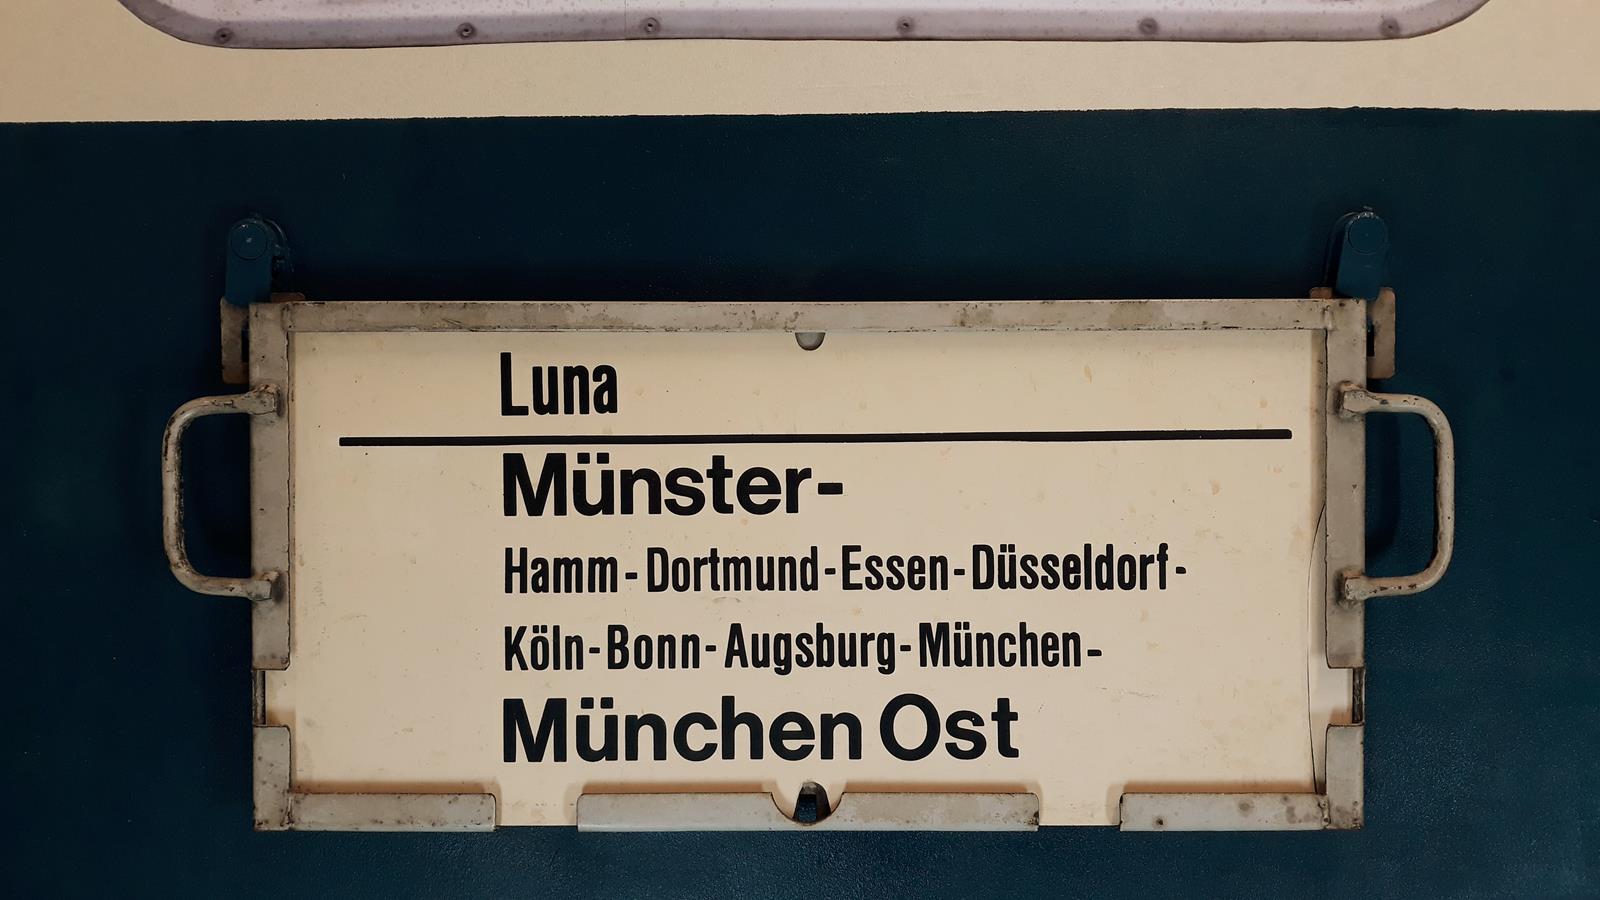 Luna
Münster-
Hamm-Dortmund-Essen-Düsseldorf-
Köln-Bonn-Augsburg-München-
München Ost